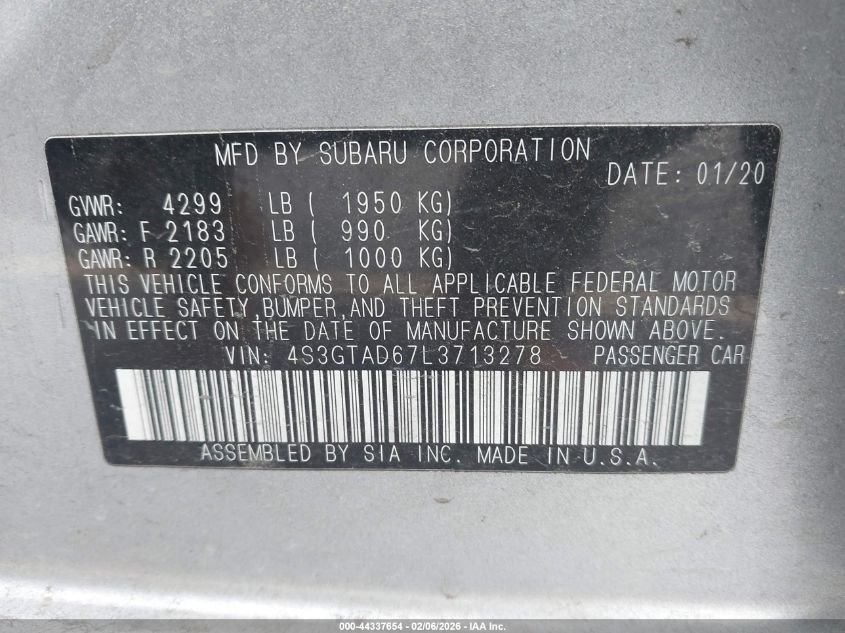 MFD BY SUBARU CORPORATION
DATE: 01/20
GVWR: 4299 LB ( 1950 KG)
GAWR: F 2183 LB ( 990 KG)
GAWR: R 2205 LB ( 1000 KG)
THIS VEHICLE CONFORMS TO ALL APPLICABLE FEDERAL MOTOR
VEHICLE SAFETY,BUMPER,AND THEFT PREVENTION STANDARDS
IN EFFECT ON THE DATE OF MANUFACTURE SHOWN ABOVE.
VIN: 4S3GTAD67L3713278 PASSENGER CAR
ASSEMBLED BY SIA INC. MADE IN U.S.A.
000-44337654 - 02/06/2026 - IAA Inc.